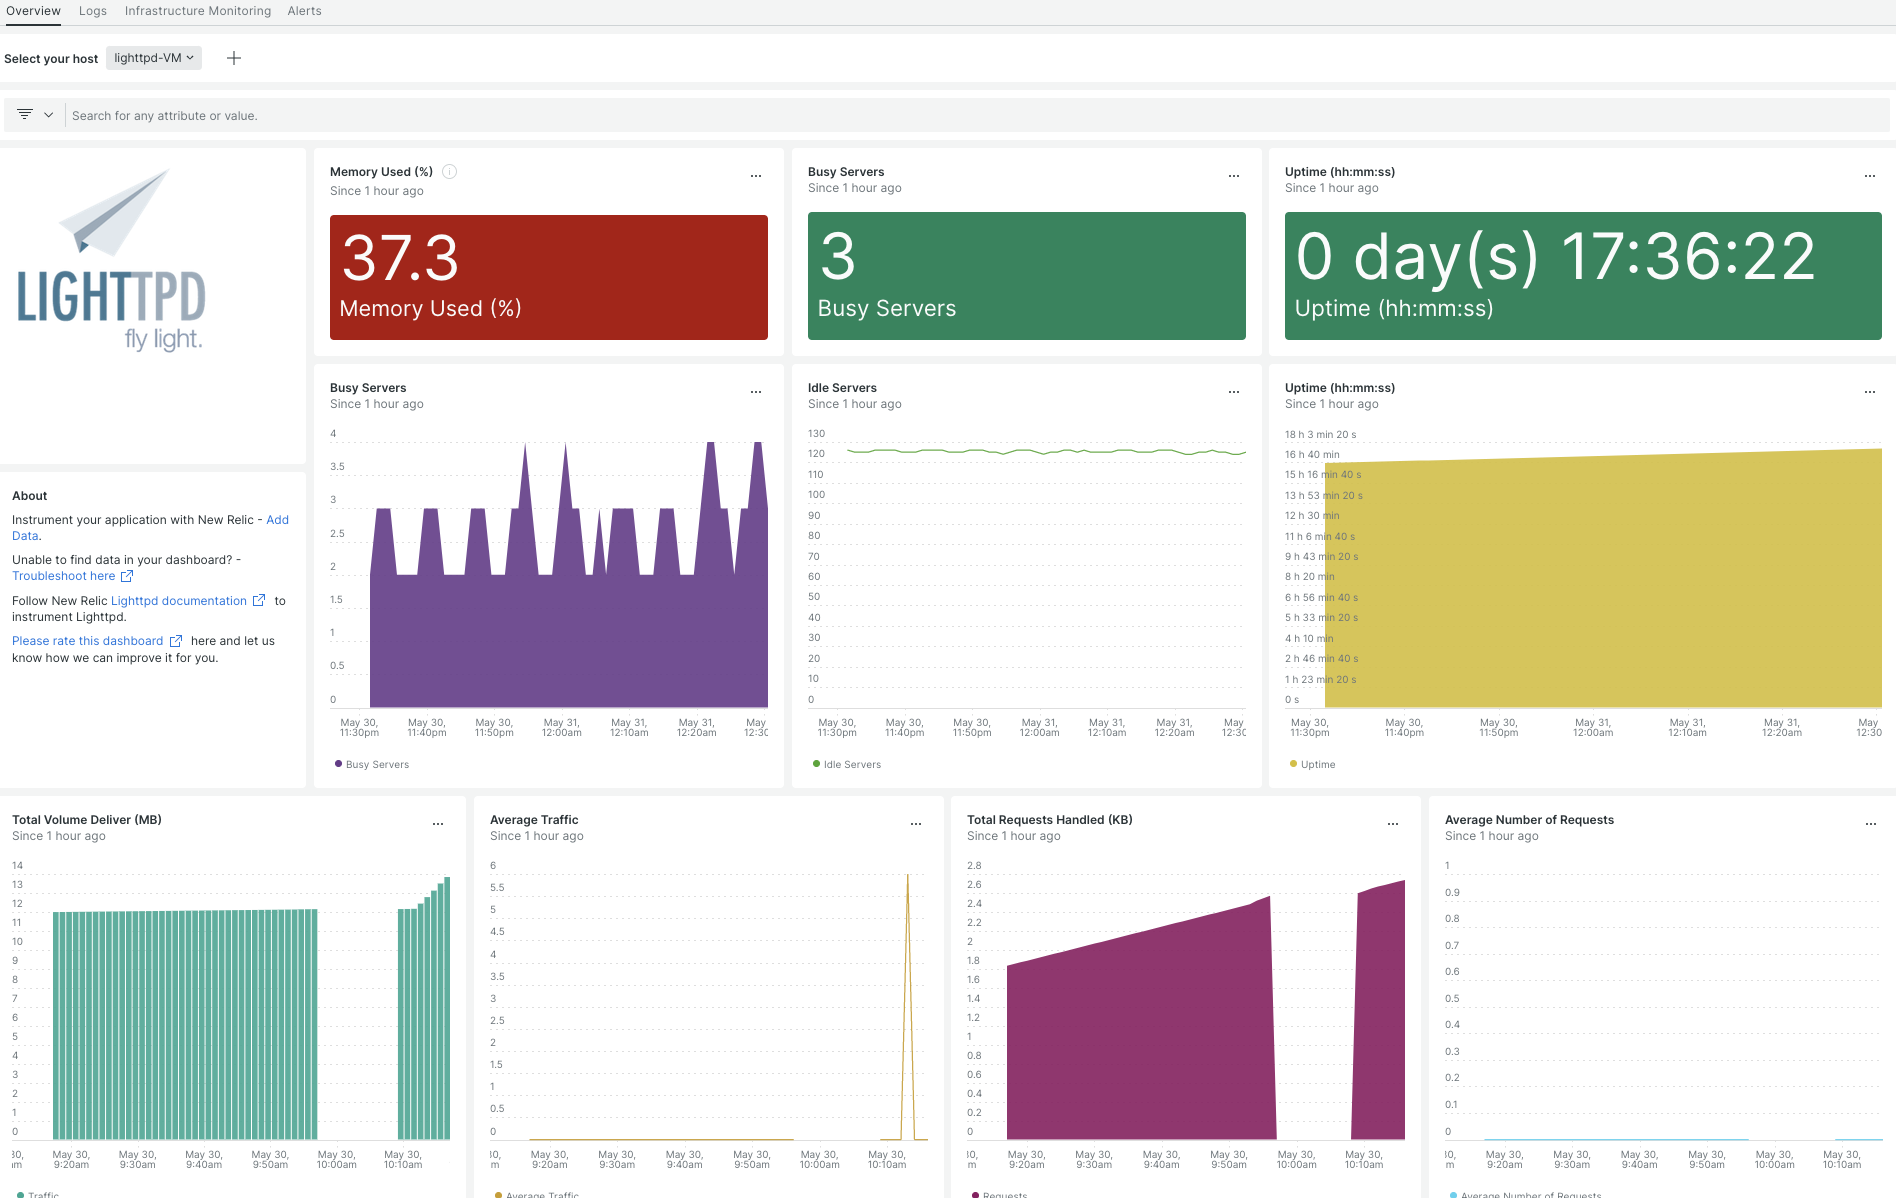 Overview Logs Infrastructure Monitoring Alerts
Select your host lighttpd-VM
Search for any attribute or value.
LIGHTTPD
fly light.
About
Instrument your application with New Relic - Add
Data.
Unable to find data in your dashboard? -
Troubleshoot here
Follow New Relic Lighttpd documentation to
instrument Lighttpd.
Please rate this dashboard here and let us
know how we can improve it for you.
Memory Used (%)
Since 1 hour ago
37.3
Memory Used (%)
Busy Servers
Since 1 hour ago
3
Busy Servers
Uptime (hh:mm:ss)
Since 1 hour ago
0 day(s) 17:36:22
Uptime (hh:mm:ss)
Busy Servers
Since 1 hour ago
4
3.5
3
2.5
2
1.5
1
0.5
0
May 30, May 30, May 30, May 31, May 31, May 31, May
11:30pm 11:40pm 11:50pm 12:00am 12:10am 12:20am 12:30
Busy Servers
Idle Servers
Since 1 hour ago
130
120
110
100
90
80
70
60
50
40
30
20
10
0
May 30, May 30, May 30, May 31, May 31, May 31, May
11:30pm 11:40pm 11:50pm 12:00am 12:10am 12:20am 12:30
Idle Servers
Uptime (hh:mm:ss)
Since 1 hour ago
18 h 3 min 20 s
16 h 40 min
15 h 16 min 40 s
13 h 53 min 20 s
12 h 30 min
11 h 6 min 40 s
9 h 43 min 20 s
8 h 20 min
6 h 56 min 40 s
5 h 33 min 20 s
4 h 10 min
2 h 46 min 40 s
1 h 23 min 20 s
0 s
May 30, May 30, May 30, May 31, May 31, May 31, May
11:30pm 11:40pm 11:50pm 12:00am 12:10am 12:20am 12:30
Uptime
Total Volume Deliver (MB)
Since 1 hour ago
14
13
12
11
10
9
8
7
6
5
4
3
2
1
0
30, May 30, May 30, May 30, May 30, May 30, May 30,
am 9:20am 9:30am 9:40am 9:50am 10:00am 10:10am
Traffic
Average Traffic
Since 1 hour ago
6
5.5
5
4.5
4
3.5
3
2.5
2
1.5
1
0.5
0
30, May 30, May 30, May 30, May 30, May 30, May 30,
m 9:20am 9:30am 9:40am 9:50am 10:00am 10:10am
Average Traffic
Total Requests Handled (KB)
Since 1 hour ago
2.8
2.6
2.4
2.2
2
1.8
1.6
1.4
1.2
1
0.8
0.6
0.4
0.2
0
30, May 30, May 30, May 30, May 30, May 30, May 30,
m 9:20am 9:30am 9:40am 9:50am 10:00am 10:10am
Requests
Average Number of Requests
Since 1 hour ago
1
0.9
0.8
0.7
0.6
0.5
0.4
0.3
0.2
0.1
0
30, May 30, May 30, May 30, May 30, May 30, May 30,
m 9:20am 9:30am 9:40am 9:50am 10:00am 10:10am
Average Number of Requests